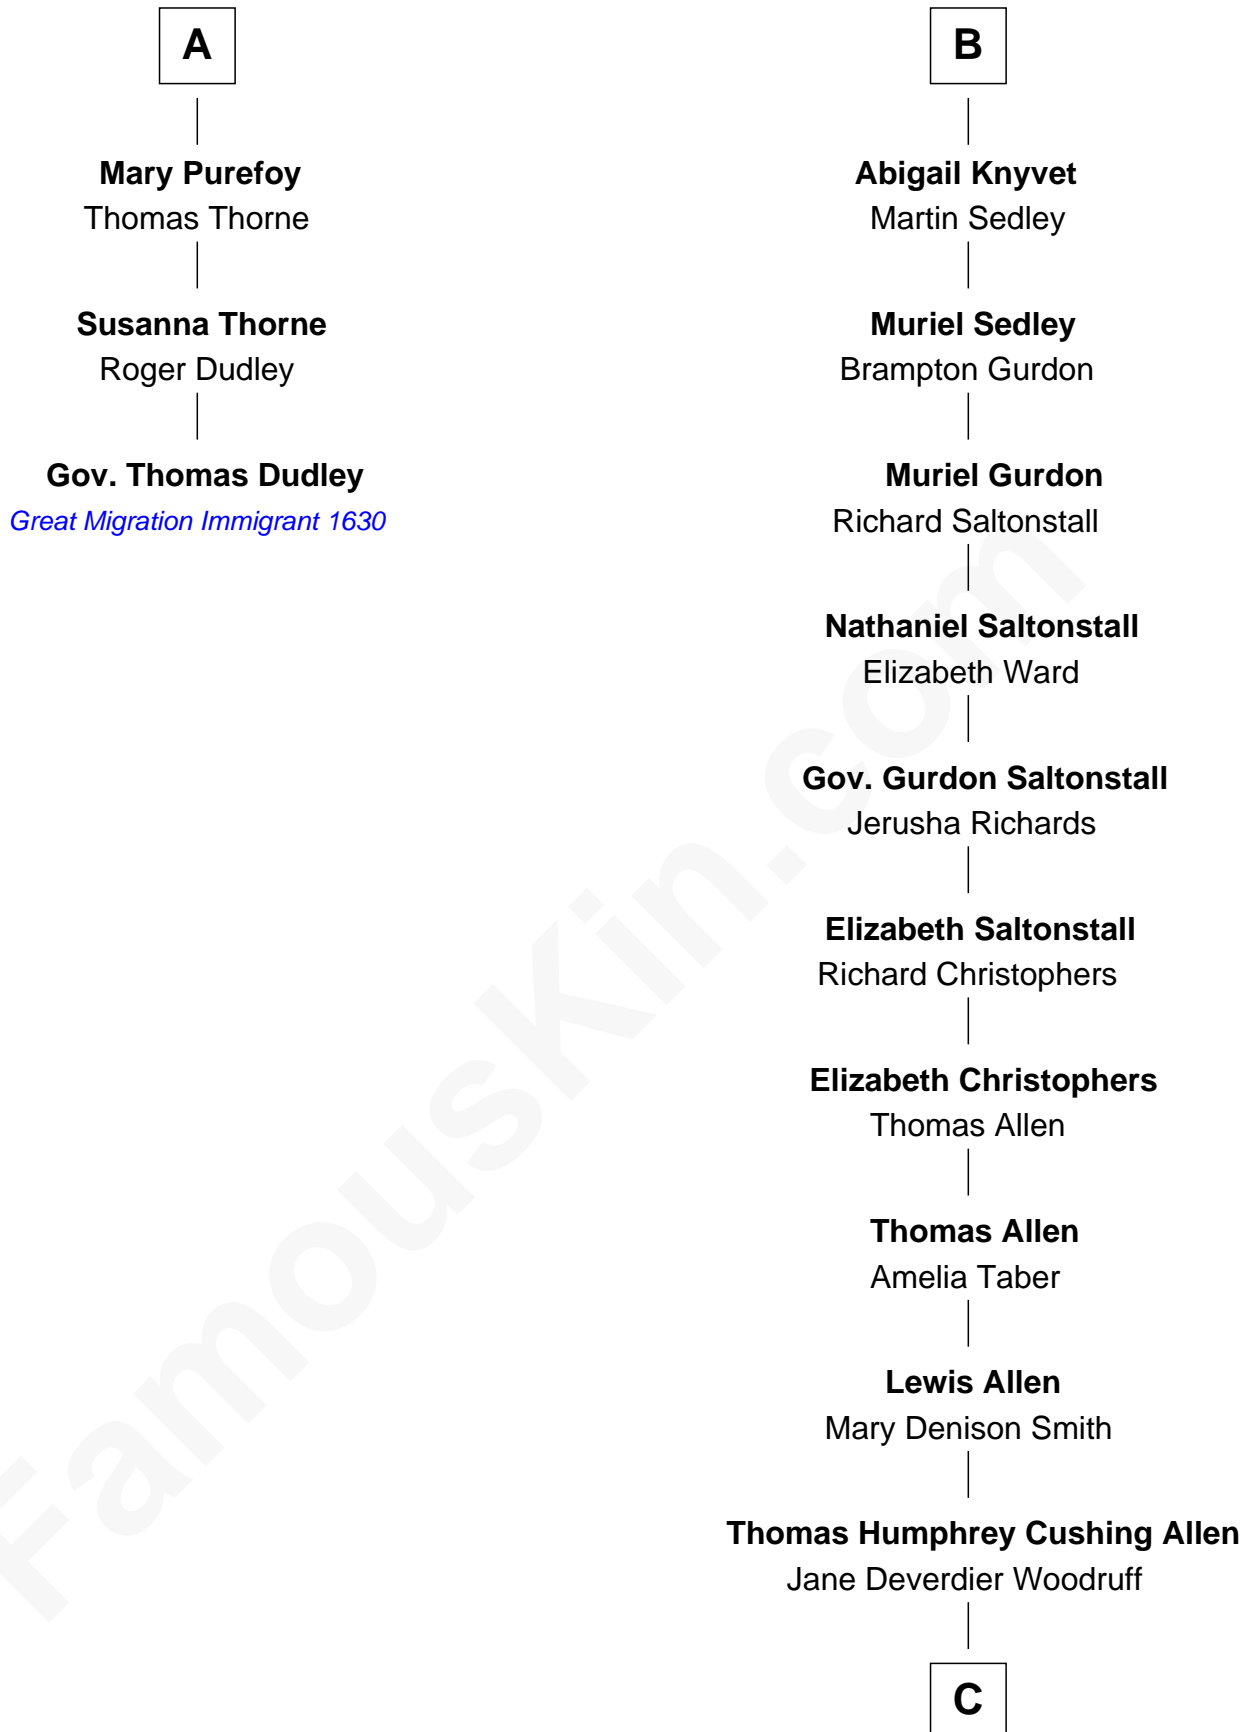 A
Mary Purefoy
Thomas Thorne
Susanna Thorne
Roger Dudley
Gov. Thomas Dudley
Great Migration Immigrant 1630
B
Abigail Knyvet
Martin Sedley
Muriel Sedley
Brampton Gurdon
Muriel Gurdon
Richard Saltonstall
Nathaniel Saltonstall
Elizabeth Ward
Gov. Gurdon Saltonstall
Jerusha Richards
Elizabeth Saltonstall
Richard Christophers
Elizabeth Christophers
Thomas Allen
Thomas Allen
Amelia Taber
Lewis Allen
Mary Denison Smith
Thomas Humphrey Cushing Allen
Jane Deverdier Woodruff
C
FamousKin.com